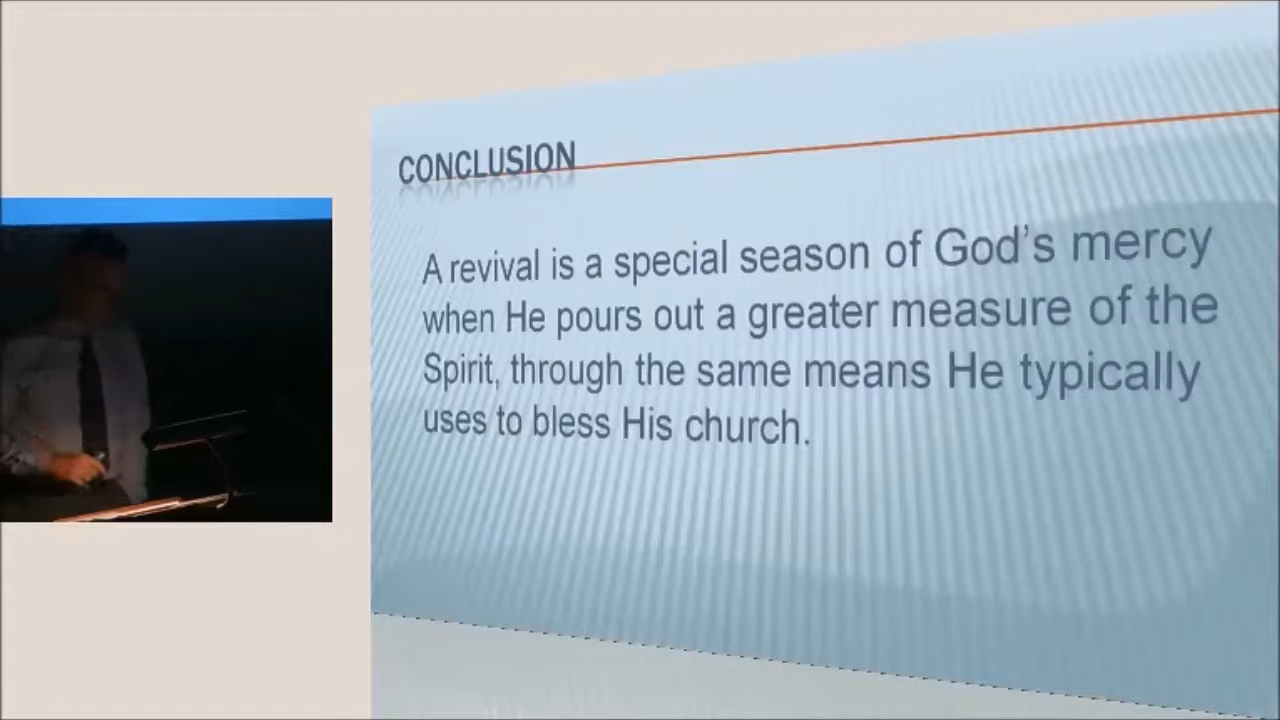 CONCLUSION
A revival is a special season of God's mercy
when He pours out a greater measure of the
Spirit, through the same means He typically
uses to bless His church.